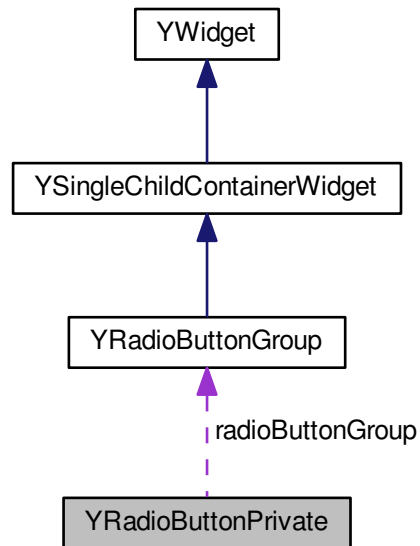 YWidget
YSingleChildContainerWidget
YRadioButtonGroup
radioButtonGroup
YRadioButtonPrivate